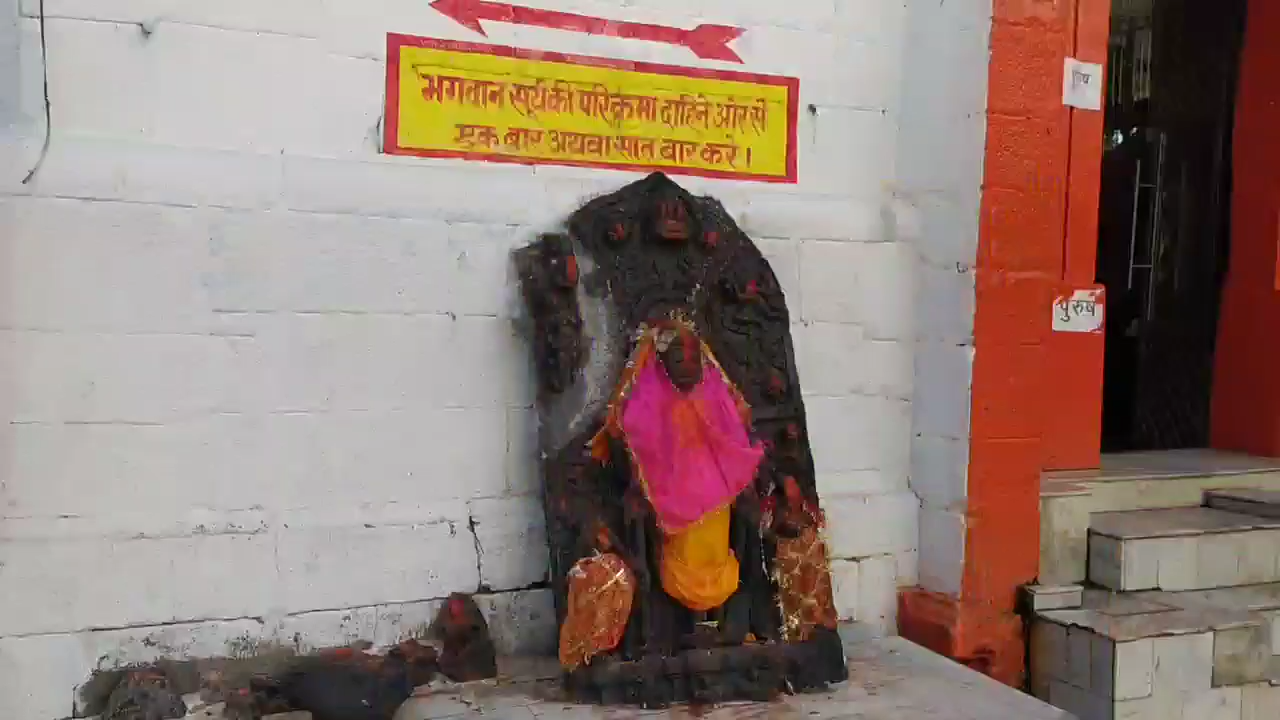 भगवान सूर्यकी परिक्रमा दाहिने ओर से
एक बार अथवा सात बार करे।
पुरुष